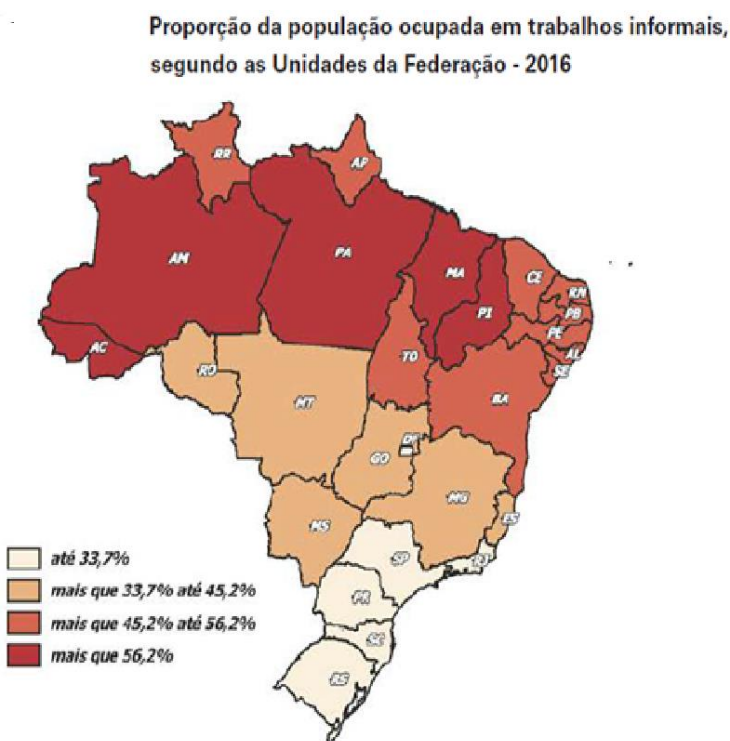 Proporção da população ocupada em trabalhos informais,
segundo as Unidades da Federação - 2016
RR
AP
AM
PA
MA
CE
RN
PI
PB
PE
AC
TO
AL
SE
RO
BA
MT
DF
GO
MG
MS
ES
SP
RJ
PR
SC
RS
até 33,7%
mais que 33,7% até 45,2%
mais que 45,2% até 56,2%
mais que 56,2%